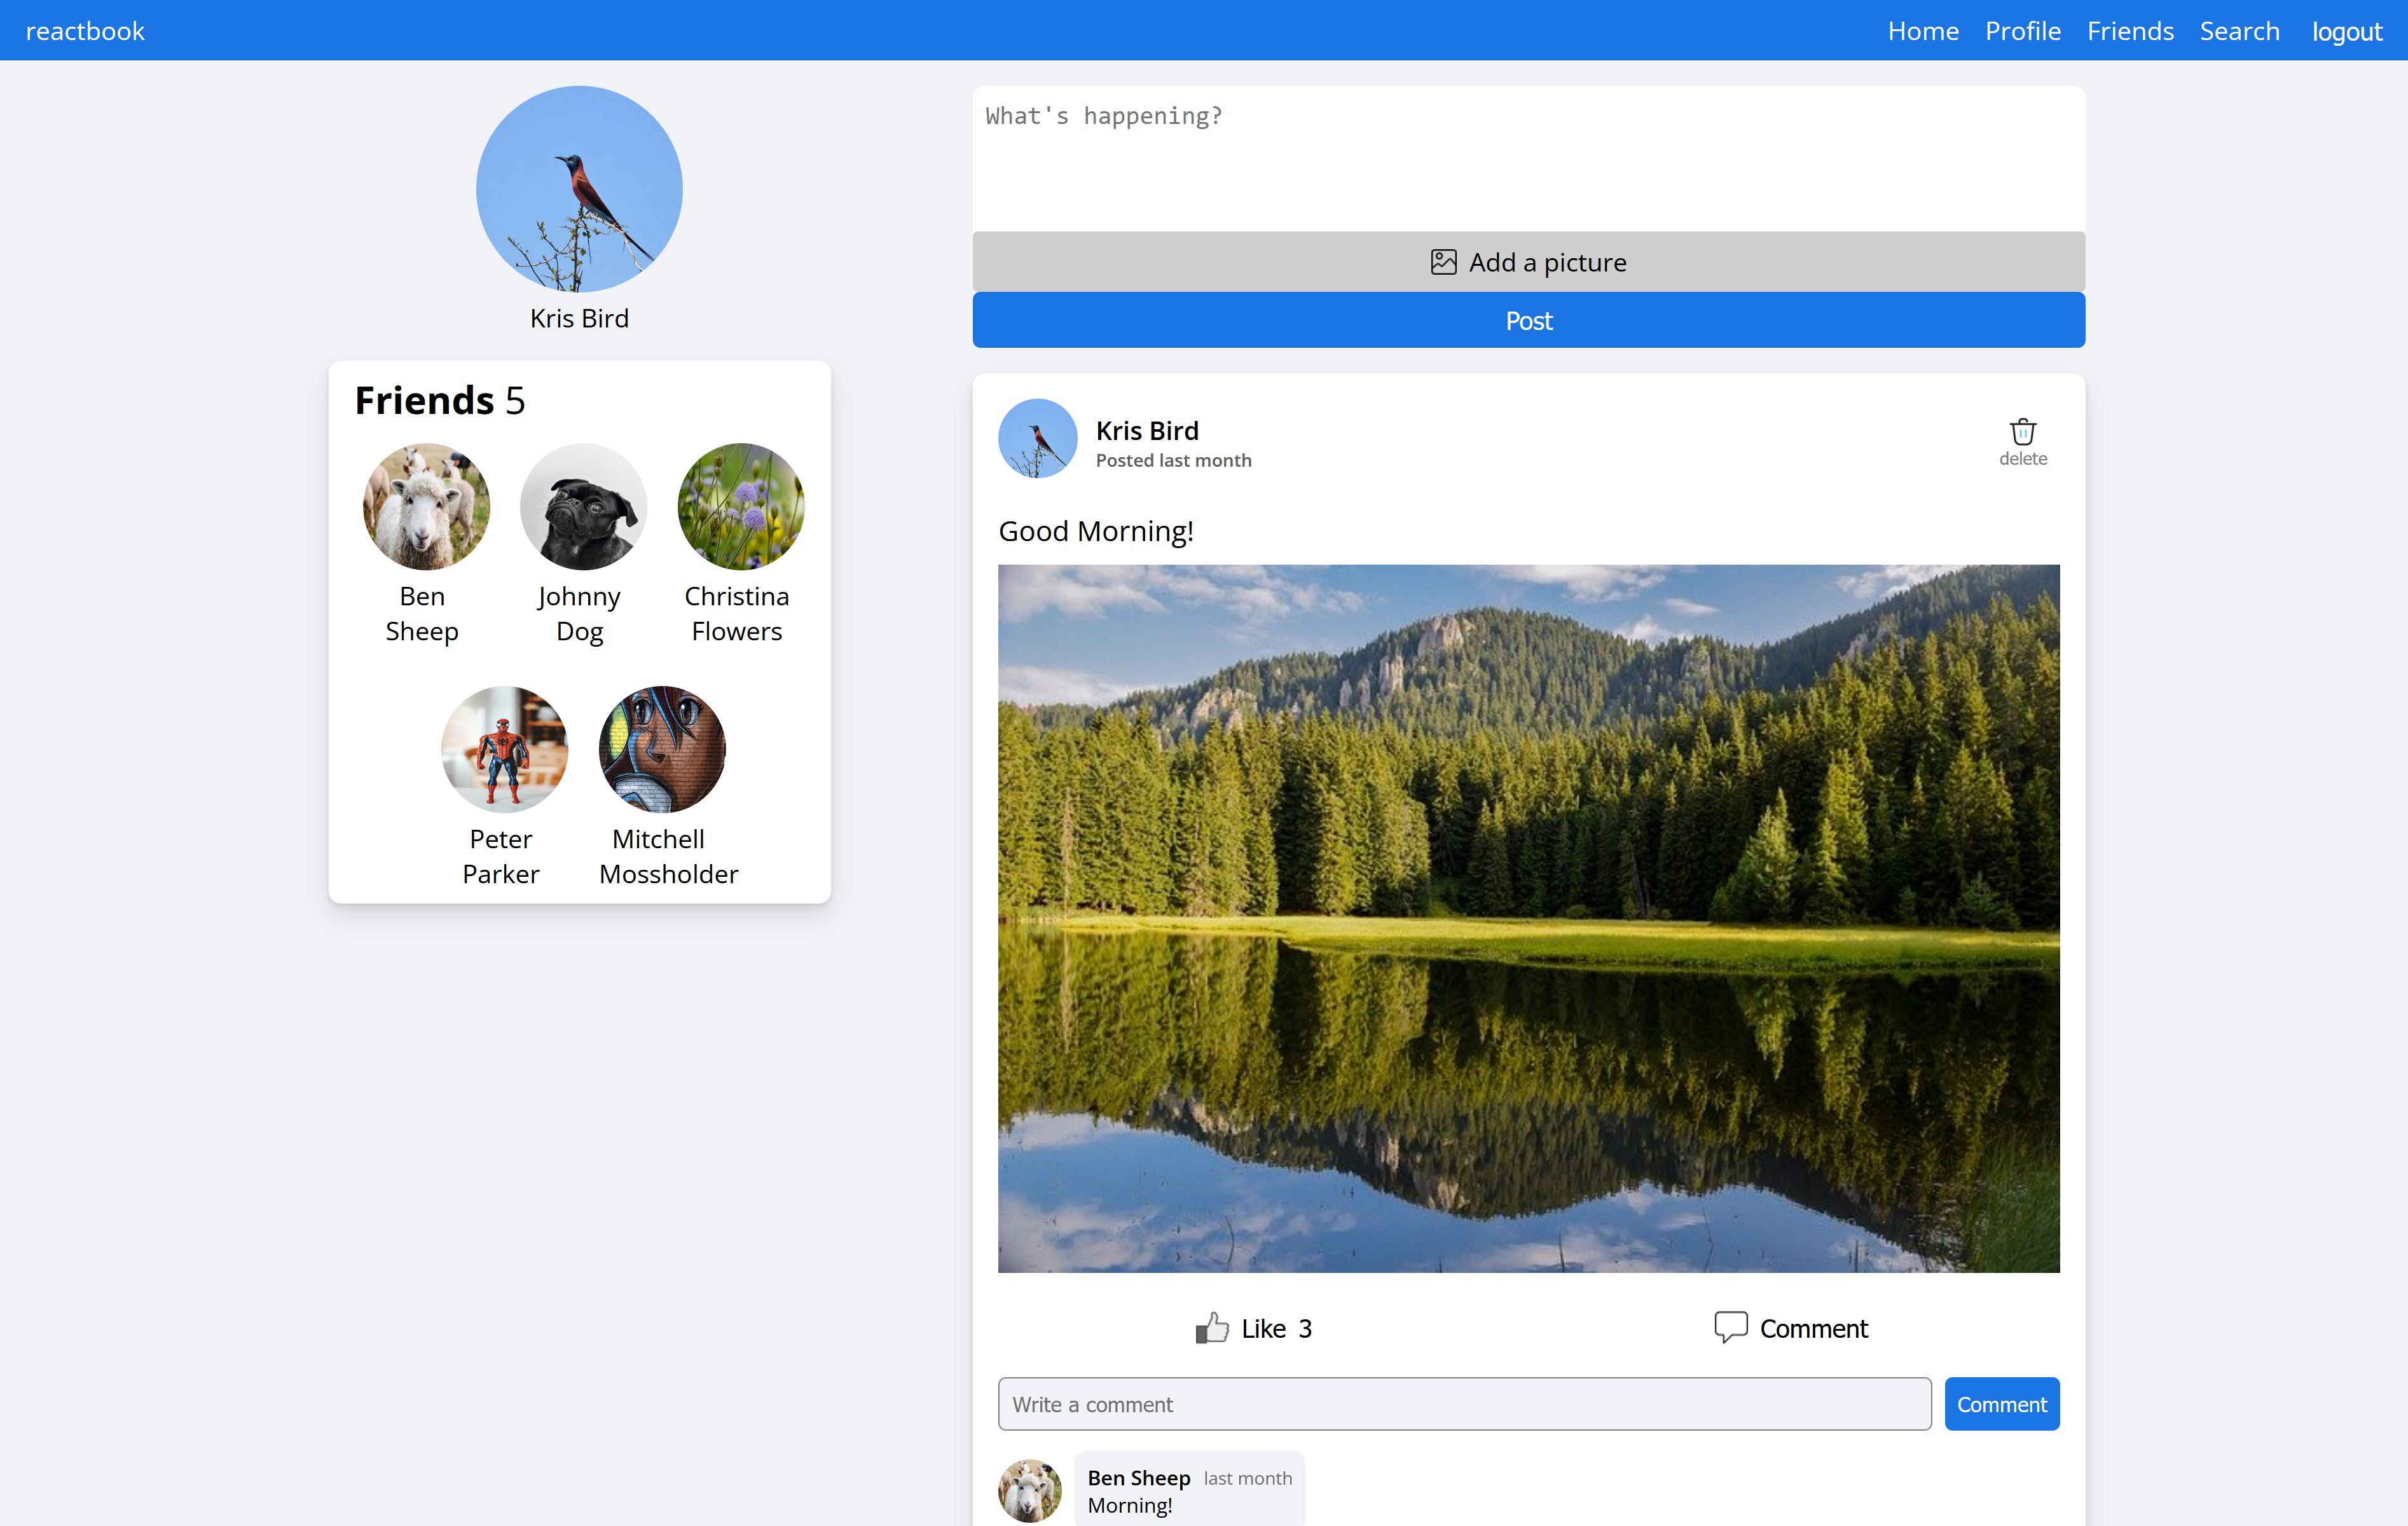 reactbook
Home Profile Friends Search logout
Kris Bird
Friends 5
Ben
Sheep
Johnny
Dog
Christina
Flowers
Peter
Parker
Mitchell
Mossholder
What's happening?
Add a picture
Post
Kris Bird
Posted last month
delete
Good Morning!
Like 3
Comment
Write a comment
Comment
Ben Sheep last month
Morning!